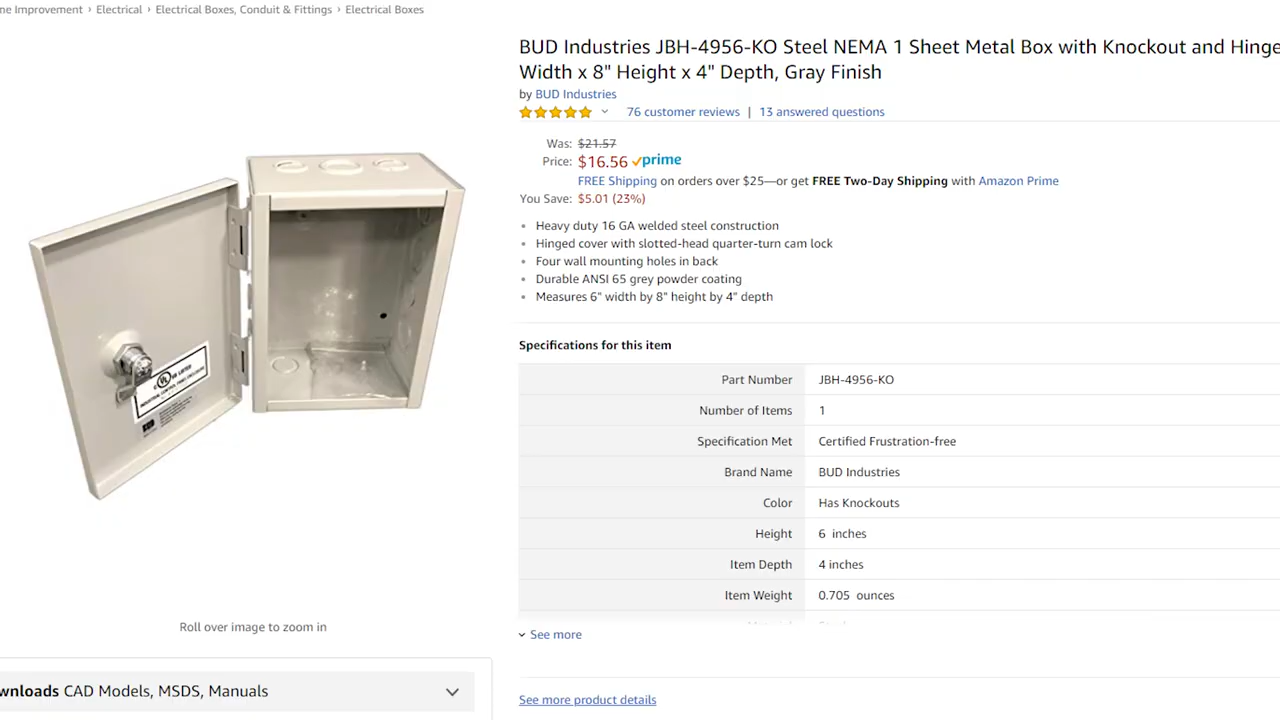 ne Improvement › Electrical › Electrical Boxes, Conduit & Fittings › Electrical Boxes
BUD Industries JBH-4956-KO Steel NEMA 1 Sheet Metal Box with Knockout and Hinge
Width x 8" Height x 4" Depth, Gray Finish
by BUD Industries
76 customer reviews | 13 answered questions
Was: $21.57
Price: $16.56 prime
FREE Shipping on orders over $25—or get FREE Two-Day Shipping with Amazon Prime
You Save: $5.01 (23%)
Heavy duty 16 GA welded steel construction
Hinged cover with slotted-head quarter-turn cam lock
Four wall mounting holes in back
Durable ANSI 65 grey powder coating
Measures 6" width by 8" height by 4" depth
Specifications for this item
Part Number JBH-4956-KO
Number of Items 1
Specification Met Certified Frustration-free
Brand Name BUD Industries
Color Has Knockouts
Height 6 inches
Item Depth 4 inches
Item Weight 0.705 ounces
See more
See more product details
UL LISTED
INDUSTRIAL CONTROL PANEL ENCLOSURE
BUD
Roll over image to zoom in
wnloads CAD Models, MSDS, Manuals